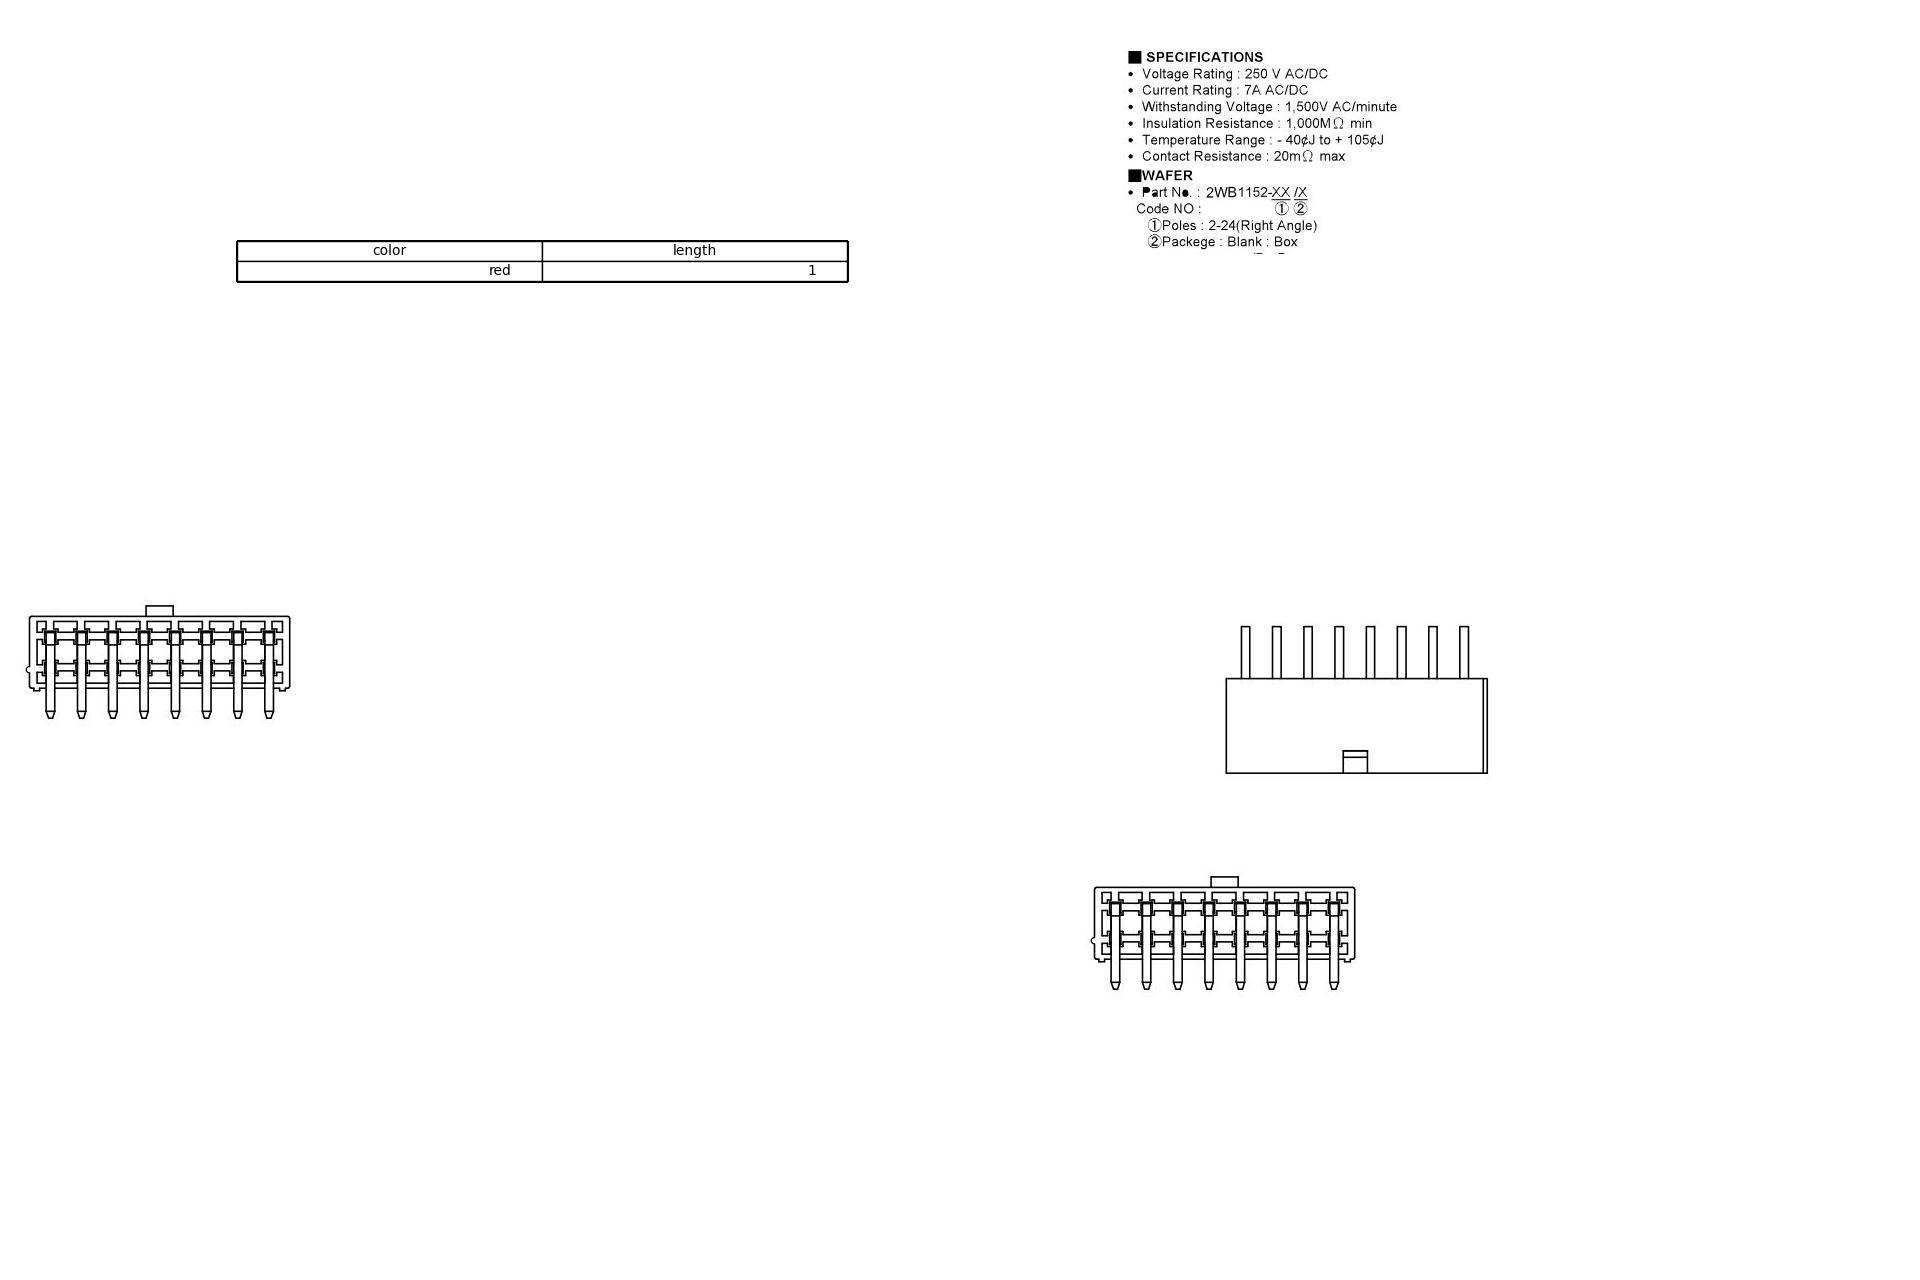 ■ SPECIFICATIONS
• Voltage Rating : 250 V AC/DC
• Current Rating : 7A AC/DC
• Withstanding Voltage : 1,500V AC/minute
• Insulation Resistance : 1,000MΩ min
• Temperature Range : - 40¢J to + 105¢J
• Contact Resistance : 20mΩ max
■WAFER
• Part No. : 2WB1152-XX /X
Code NO : ① ②
①Poles : 2-24(Right Angle)
②Packege : Blank : Box
color length
red 1